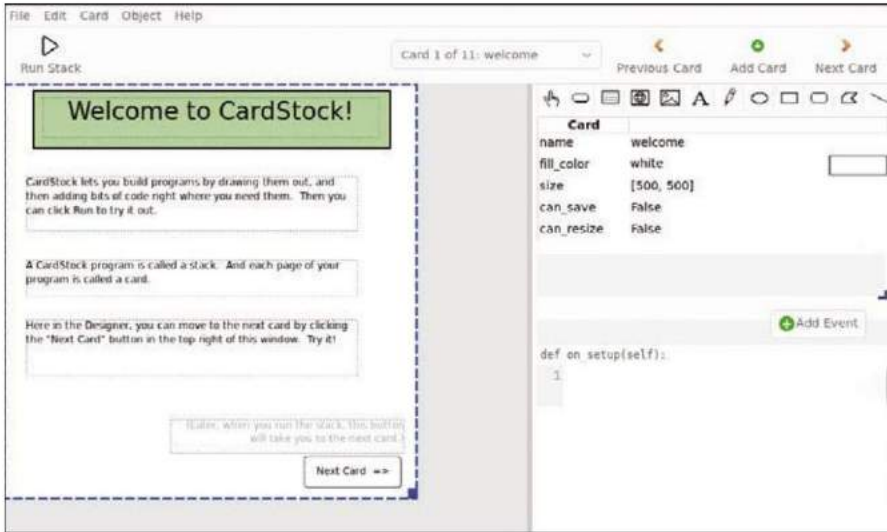 File Edit Card Object Help
Run Stack
Card 1 of 11: welcome
Previous Card
Add Card
Next Card
Welcome to CardStock!
CardStock lets you build programs by drawing them out, and
then adding bits of code right where you need them. Then you
can click Run to try it out.
A CardStock program is called a stack. And each page of your
program is called a card.
Here in the Designer, you can move to the next card by clicking
the "Next Card" button in the top right of this window. Try it!
(Later, when you run the stack, this button
will take you to the next card.)
Next Card =>
A
Card
name welcome
fill_color white
size [500, 500]
can_save False
can_resize False
Add Event
def on_setup(self):
1